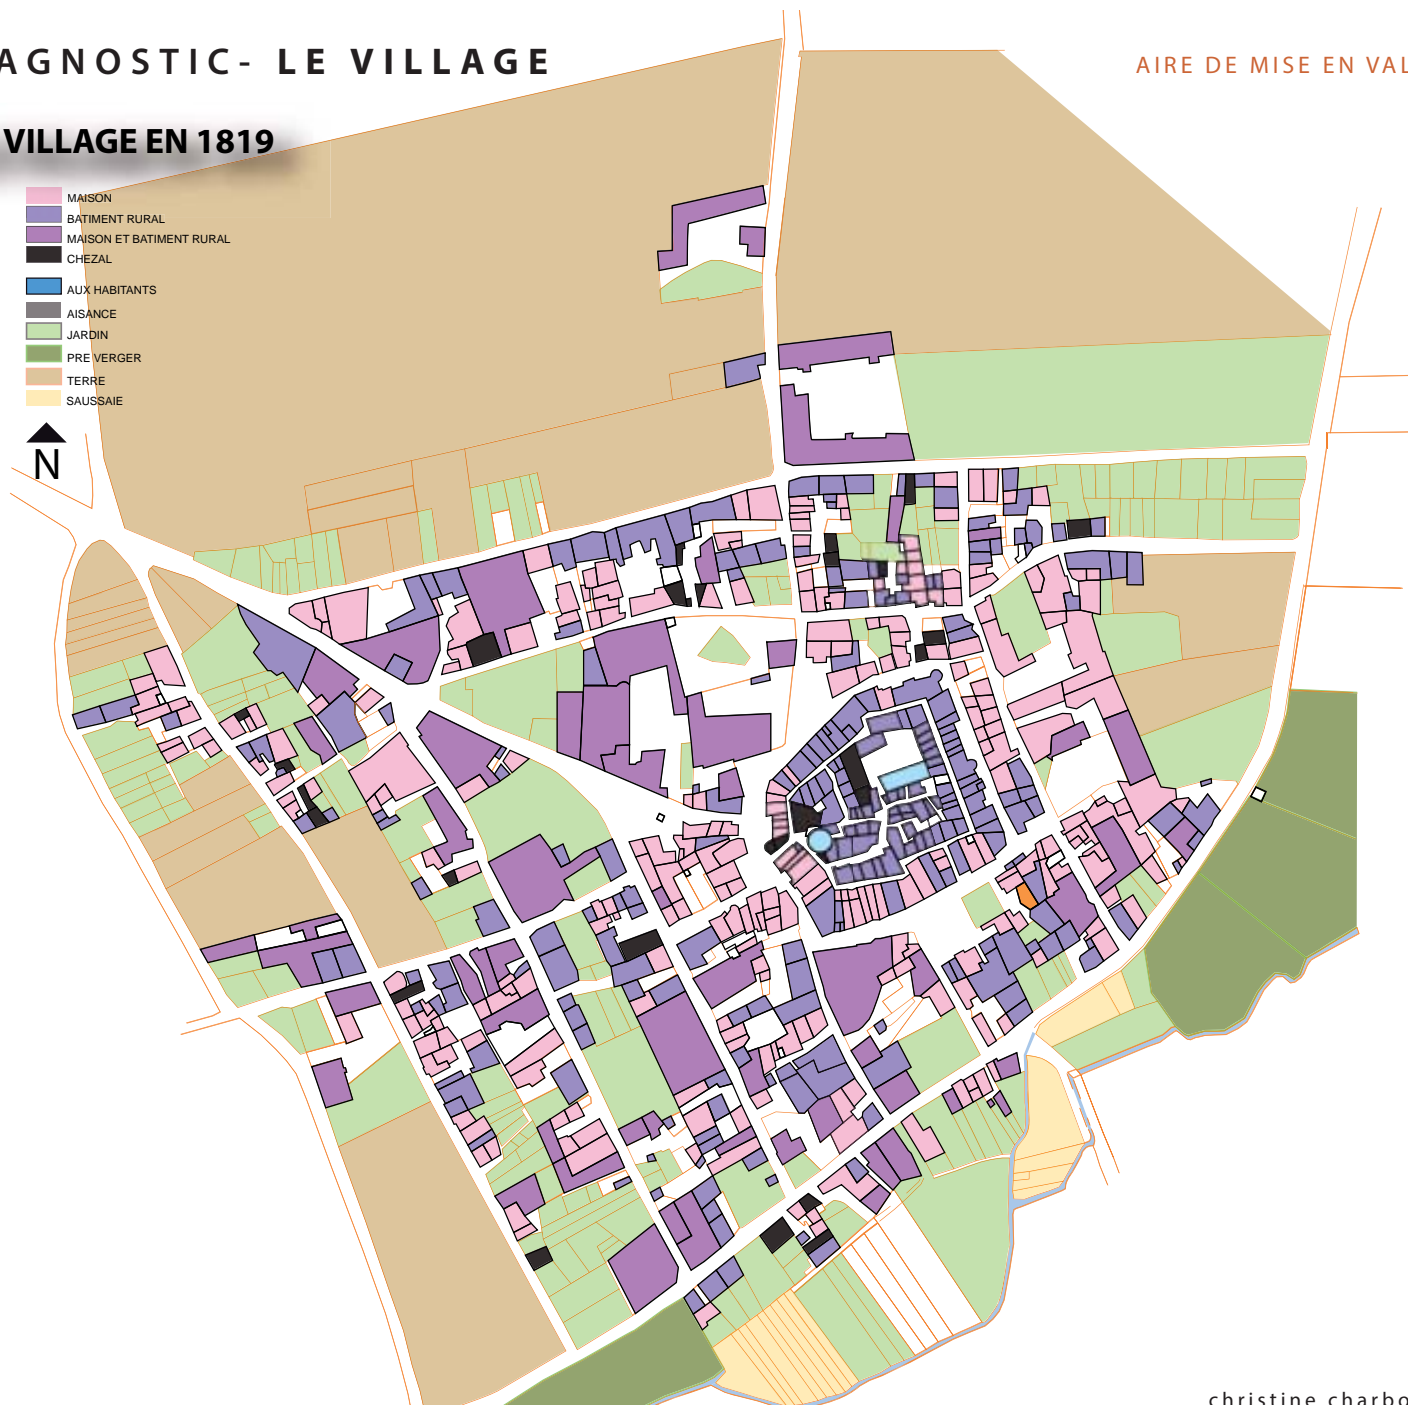 AGNOSTIC- LE VILLAGE
AIRE DE MISE EN VAL
VILLAGE EN 1819
MAISON
BATIMENT RURAL
MAISON ET BATIMENT RURAL
CHEZAL
AUX HABITANTS
AISANCE
JARDIN
PRE VERGER
TERRE
SAUSSAIE
N
christine charbo